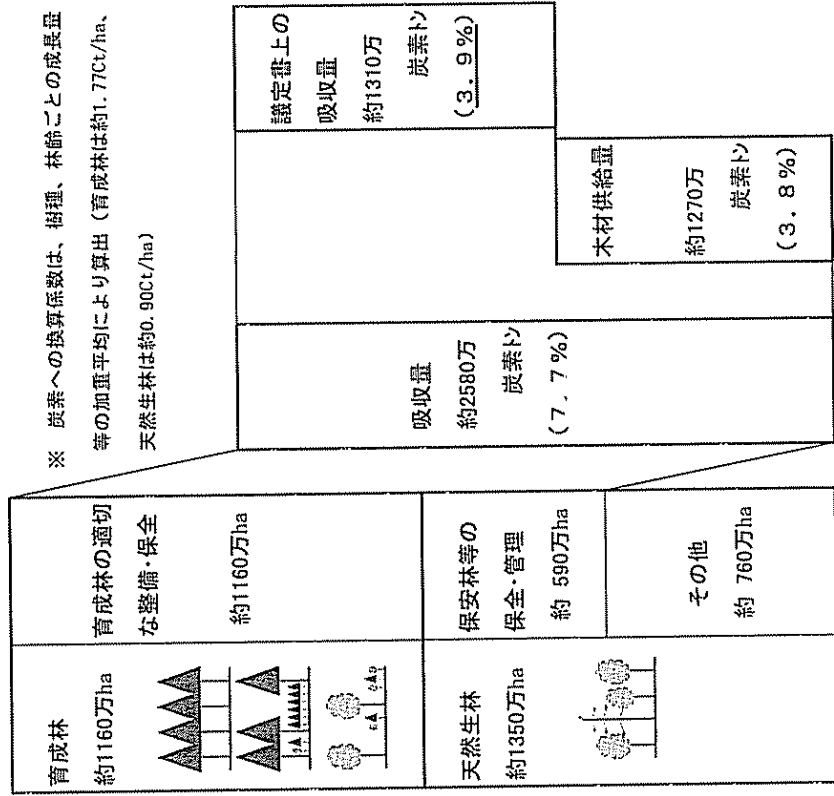 育成林
約1160万ha
天然生林
約1350万ha
育成林の適切
な整備・保全
約1160万ha
保安林等の
保全・管理
約 590万ha
その他
約 760万ha
吸収量
約2580万
炭素トン
(7.7%)
議定書上の
吸収量
約1310万
炭素トン
(3.9%)
木材供給量
約1270万
炭素トン
(3.8%)
※ 炭素への換算係数は、樹種、林齢ごとの成長量
等の加重平均により算出（育成林は約1.77Ct/ha、
天然生林は約0.90Ct/ha）